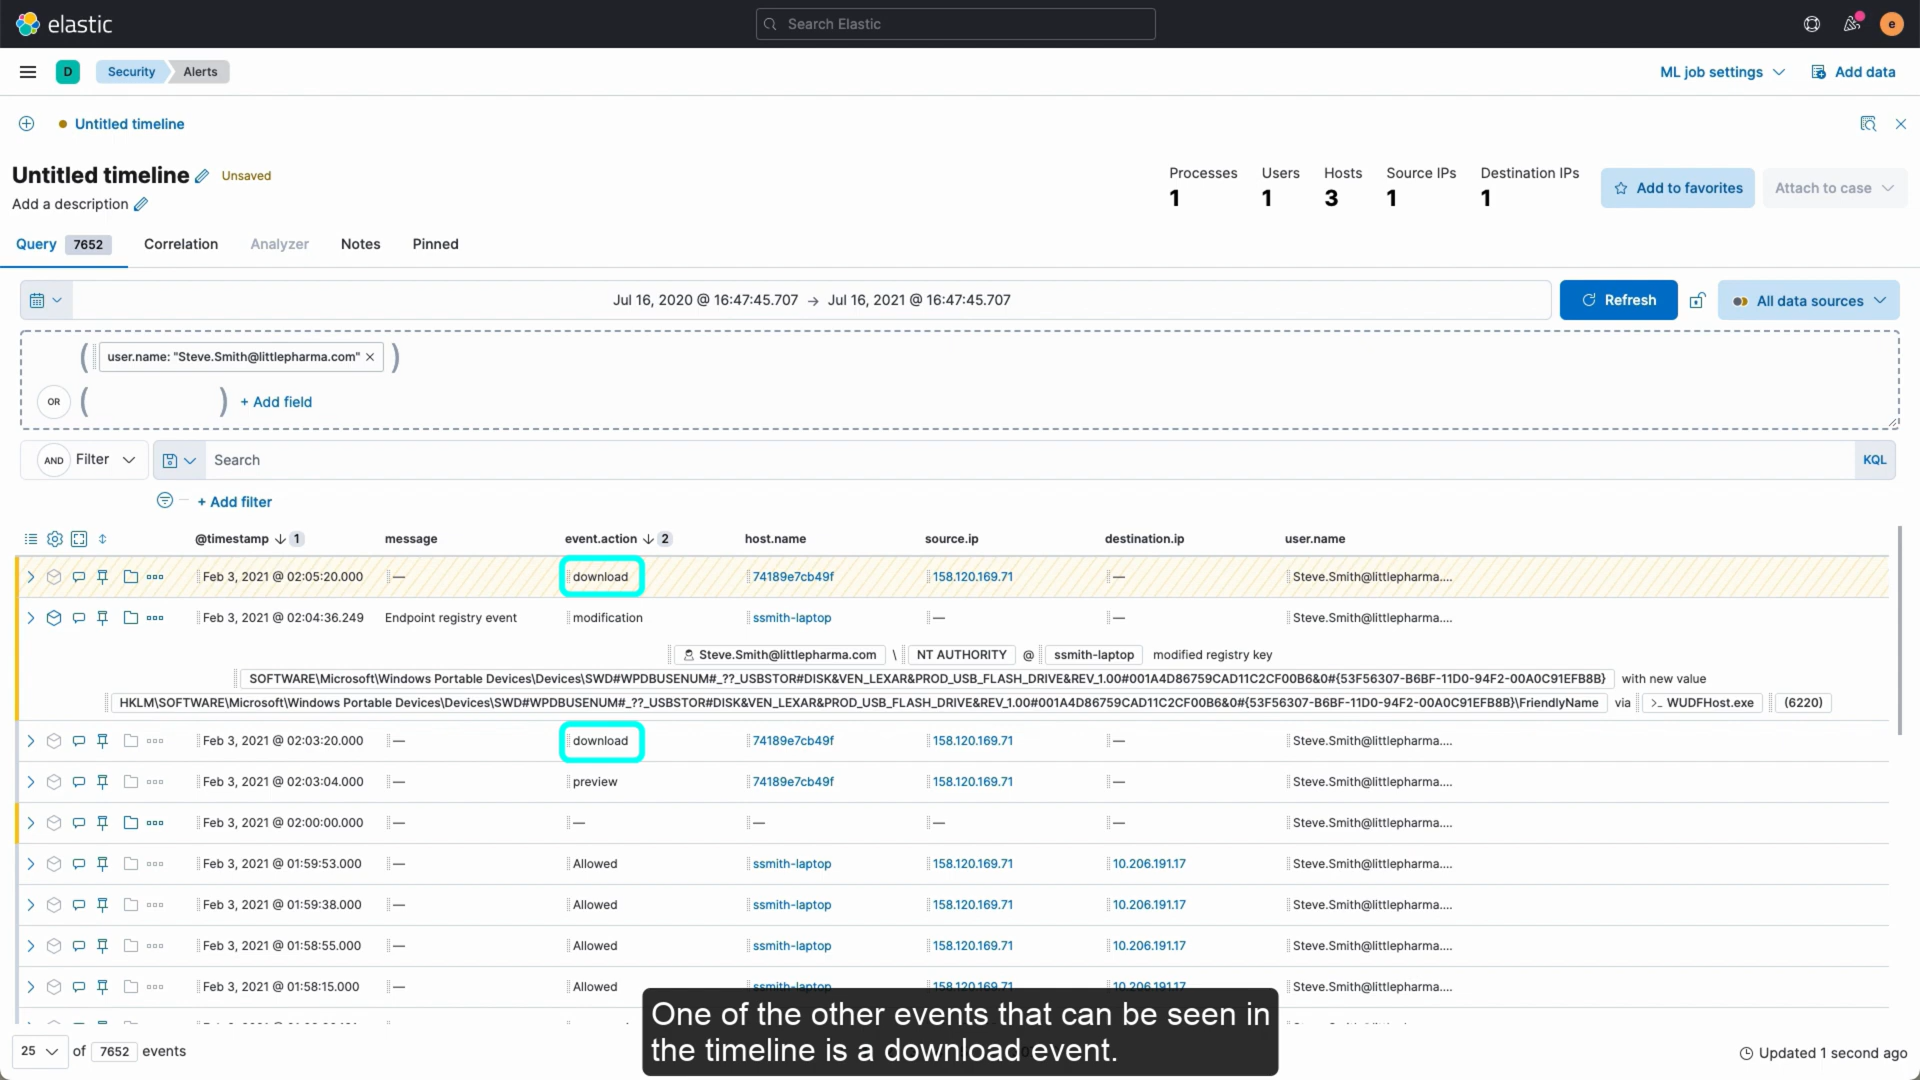 elastic
Search Elastic
e
D
Security
Alerts
ML job settings
Add data
Untitled timeline
Untitled timeline
Unsaved
Add a description
Processes
1
Users
1
Hosts
3
Source IPs
1
Destination IPs
1
Add to favorites
Attach to case
Query 7652
Correlation
Analyzer
Notes
Pinned
Jul 16, 2020 @ 16:47:45.707 → Jul 16, 2021 @ 16:47:45.707
Refresh
All data sources
( user.name: "Steve.Smith@littlepharma.com" × )
OR ( ) + Add field
AND Filter
Search
KQL
+ Add filter
@timestamp ↓ 1 message event.action ↓ 2 host.name source.ip destination.ip user.name
Feb 3, 2021 @ 02:05:20.000 — download 74189e7cb49f 158.120.169.71 — Steve.Smith@littlepharma....
Feb 3, 2021 @ 02:04:36.249 Endpoint registry event modification ssmith-laptop — — Steve.Smith@littlepharma....
Steve.Smith@littlepharma.com \ NT AUTHORITY @ ssmith-laptop modified registry key
SOFTWARE\Microsoft\Windows Portable Devices\Devices\SWD#WPDBUSENUM#_??_USBSTOR#DISK&VEN_LEXAR&PROD_USB_FLASH_DRIVE&REV_1.00#001A4D86759CAD11C2CF00B6&0#{53F56307-B6BF-11D0-94F2-00A0C91EFB8B} with new value
HKLM\SOFTWARE\Microsoft\Windows Portable Devices\Devices\SWD#WPDBUSENUM#_??_USBSTOR#DISK&VEN_LEXAR&PROD_USB_FLASH_DRIVE&REV_1.00#001A4D86759CAD11C2CF00B6&0#{53F56307-B6BF-11D0-94F2-00A0C91EFB8B}\FriendlyName via >_ WUDFHost.exe (6220)
Feb 3, 2021 @ 02:03:20.000 — download 74189e7cb49f 158.120.169.71 — Steve.Smith@littlepharma....
Feb 3, 2021 @ 02:03:04.000 — preview 74189e7cb49f 158.120.169.71 — Steve.Smith@littlepharma....
Feb 3, 2021 @ 02:00:00.000 — — — — — Steve.Smith@littlepharma....
Feb 3, 2021 @ 01:59:53.000 — Allowed ssmith-laptop 158.120.169.71 10.206.191.17 Steve.Smith@littlepharma....
Feb 3, 2021 @ 01:59:38.000 — Allowed ssmith-laptop 158.120.169.71 10.206.191.17 Steve.Smith@littlepharma....
Feb 3, 2021 @ 01:58:55.000 — Allowed ssmith-laptop 158.120.169.71 10.206.191.17 Steve.Smith@littlepharma....
Feb 3, 2021 @ 01:58:15.000 — Allowed ssmith-laptop 158.120.169.71 10.206.191.17 Steve.Smith@littlepharma....
One of the other events that can be seen in
the timeline is a download event.
25 of 7652 events
Updated 1 second ago